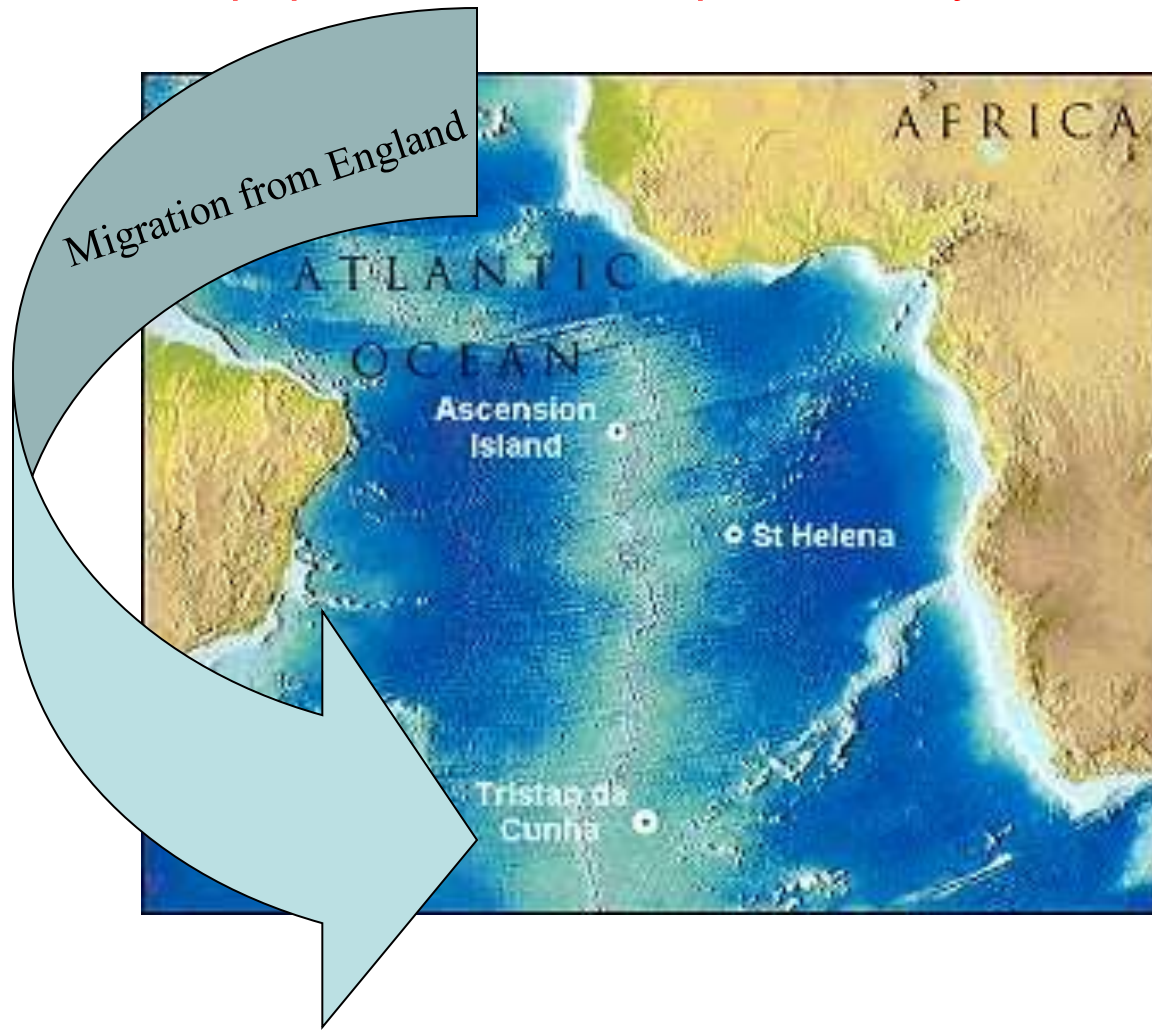 Migration from England
AFRICA
ATLANTIC
OCEAN
Ascension
Island
St Helena
Tristan da
Cunha